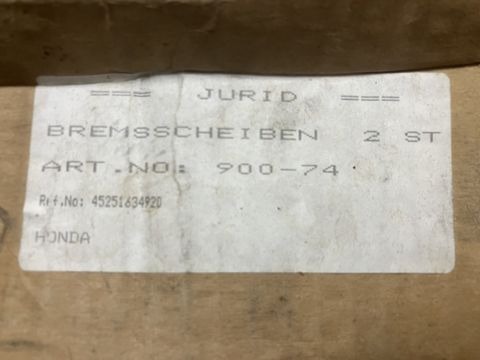 === JURID ===
BREMSSCHEIBEN 2 ST
ART.NO: 900-74
Ref.No: 45251634920
HONDA